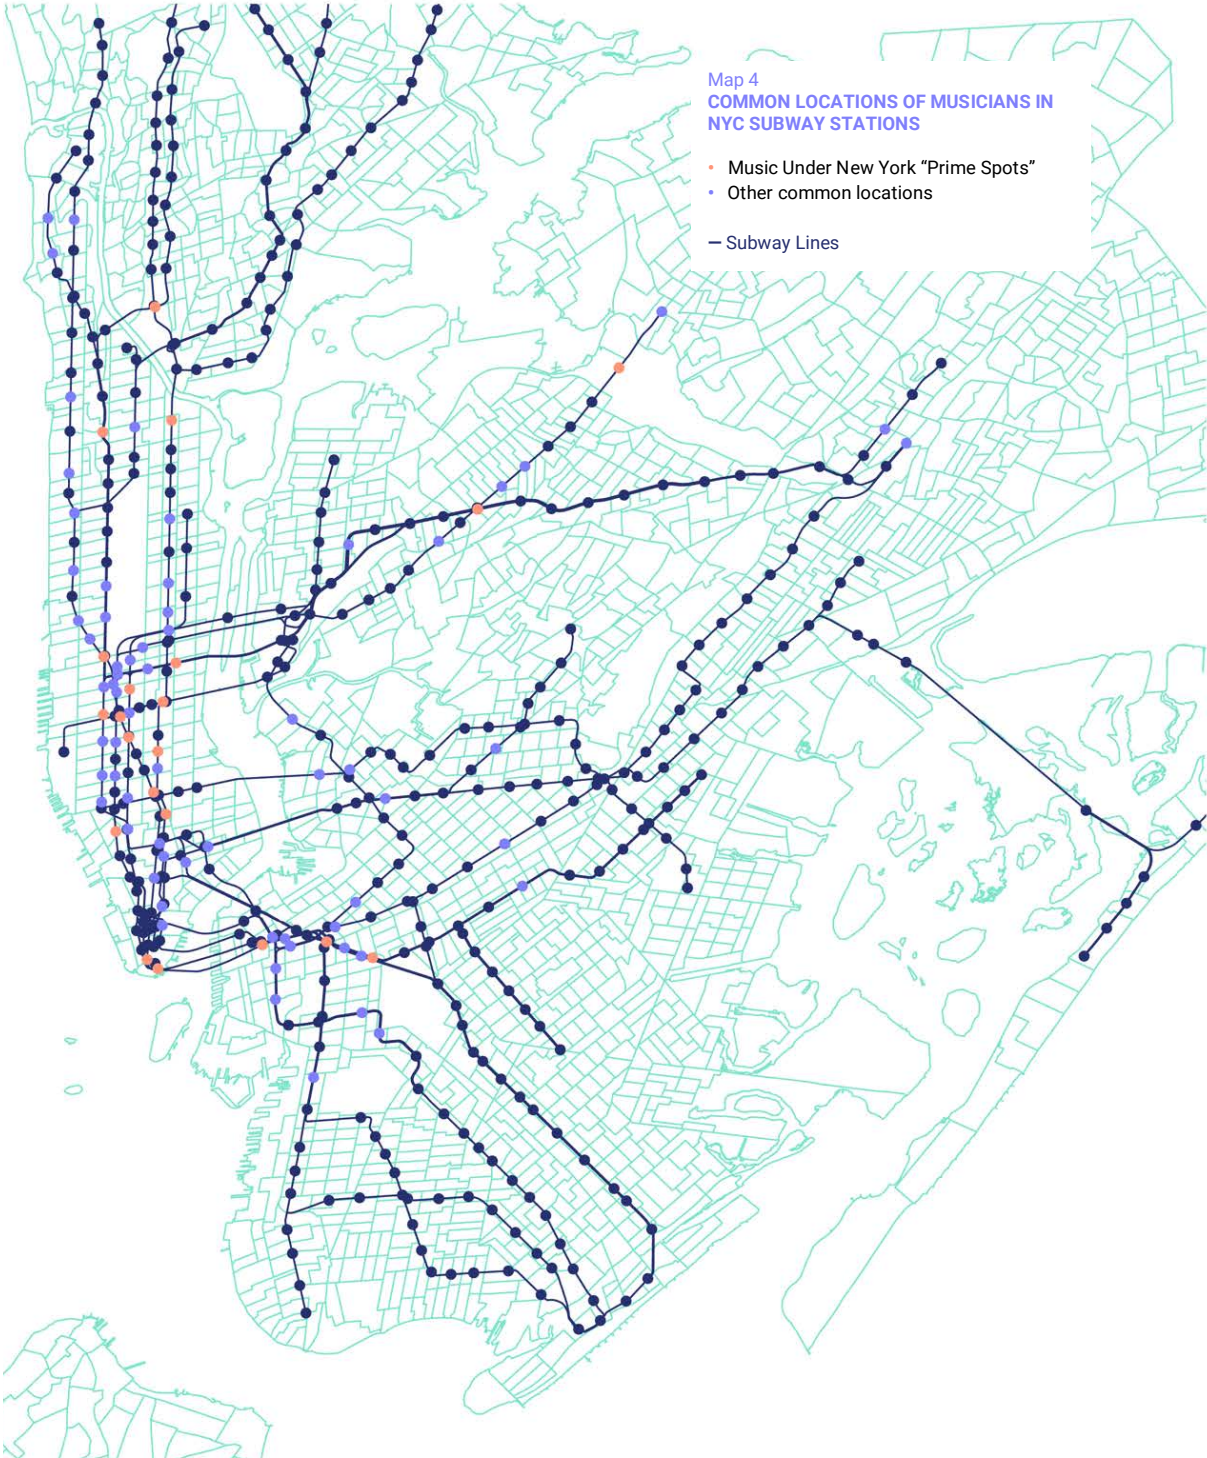 Map 4
COMMON LOCATIONS OF MUSICIANS IN
NYC SUBWAY STATIONS
Music Under New York “Prime Spots”
Other common locations
Subway Lines